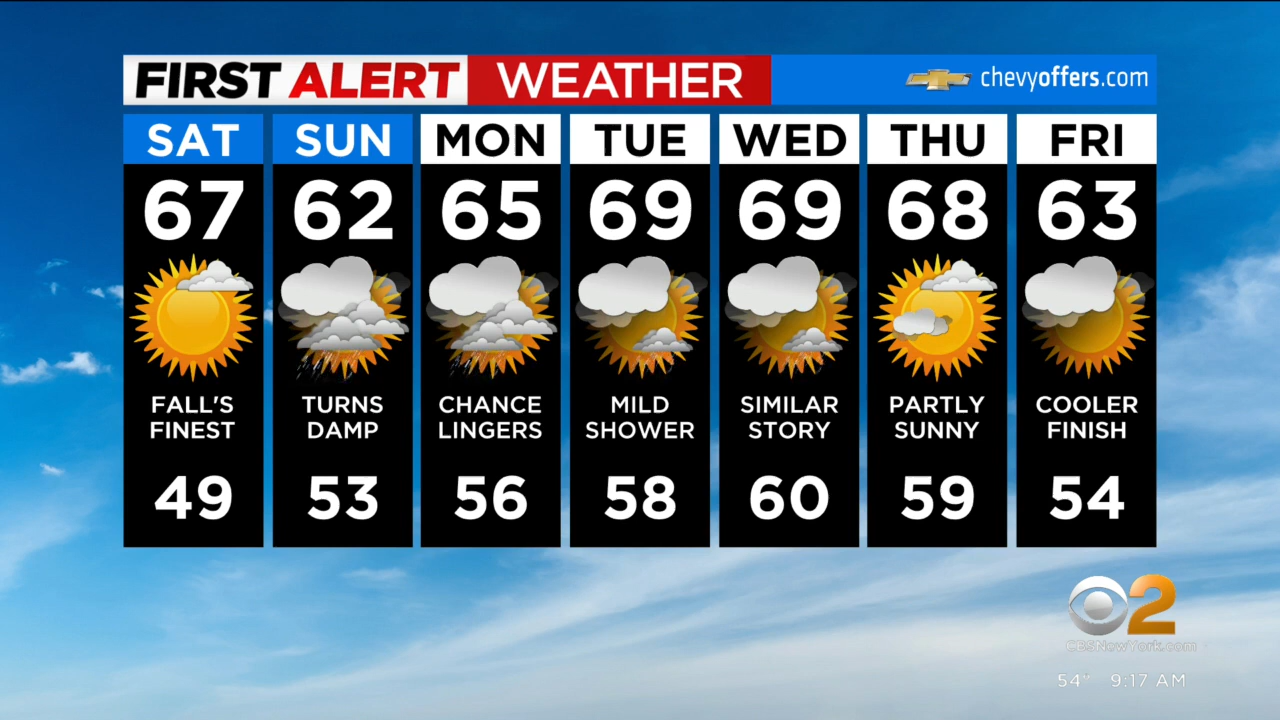 FIRST ALERT WEATHER
chevyoffers.com
SAT SUN MON TUE WED THU FRI
67 62 65 69 69 68 63
FALL'S TURNS CHANCE MILD SIMILAR PARTLY COOLER
FINEST DAMP LINGERS SHOWER STORY SUNNY FINISH
49 53 56 58 60 59 54
2
CBSNewYork.com
54° 9:17 AM